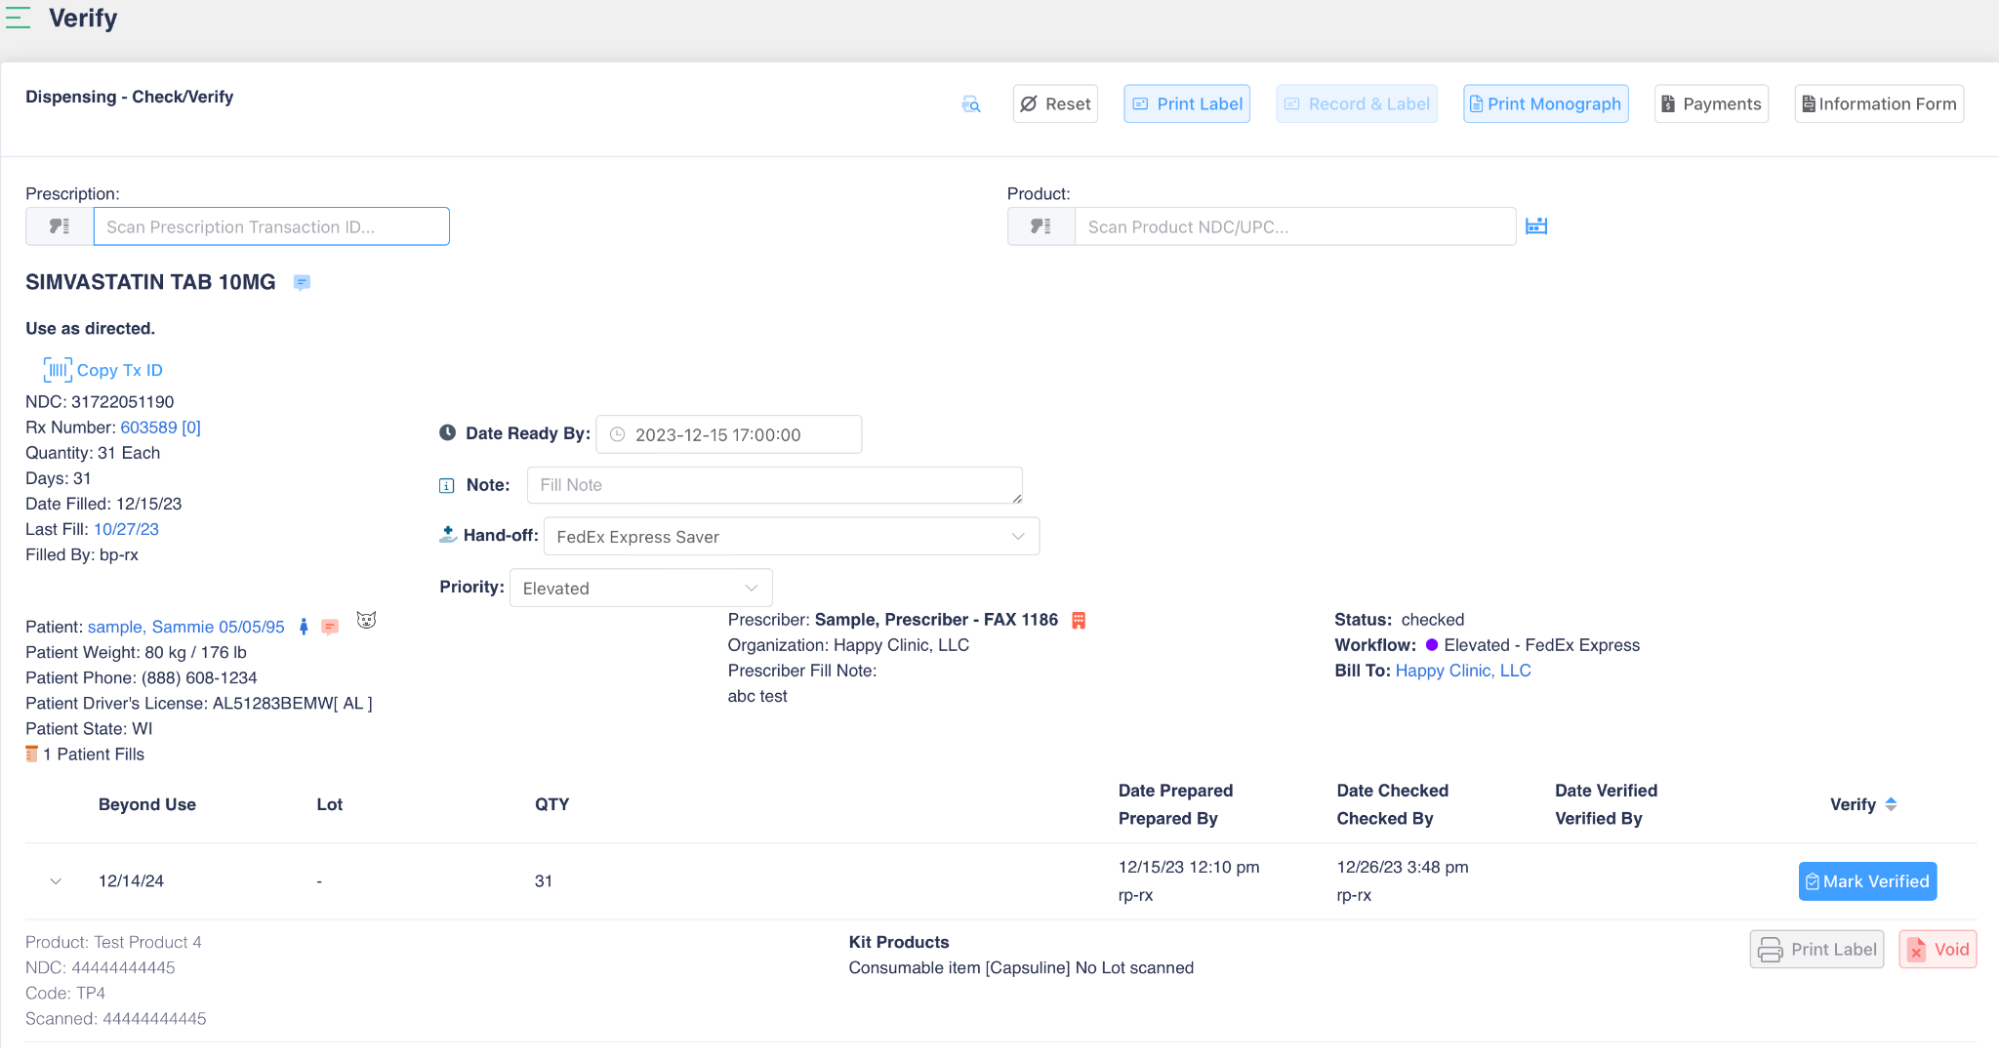 Verify
Dispensing - Check/Verify
Reset
Print Label
Record & Label
Print Monograph
Payments
Information Form
Prescription:
Scan Prescription Transaction ID...
Product:
Scan Product NDC/UPC...
SIMVASTATIN TAB 10MG
Use as directed.
Copy Tx ID
NDC: 31722051190
Rx Number: 603589 [0]
Quantity: 31 Each
Days: 31
Date Filled: 12/15/23
Last Fill: 10/27/23
Filled By: bp-rx
Date Ready By: 2023-12-15 17:00:00
Note: Fill Note
Hand-off: FedEx Express Saver
Priority: Elevated
Patient: sample, Sammie 05/05/95
Patient Weight: 80 kg / 176 lb
Patient Phone: (888) 608-1234
Patient Driver's License: AL51283BEMW[ AL ]
Patient State: WI
1 Patient Fills
Prescriber: Sample, Prescriber - FAX 1186
Organization: Happy Clinic, LLC
Prescriber Fill Note:
abc test
Status: checked
Workflow: Elevated - FedEx Express
Bill To: Happy Clinic, LLC
Beyond Use
Lot
QTY
Date Prepared
Prepared By
Date Checked
Checked By
Date Verified
Verified By
Verify
12/14/24
-
31
12/15/23 12:10 pm
rp-rx
12/26/23 3:48 pm
rp-rx
Mark Verified
Product: Test Product 4
NDC: 44444444445
Code: TP4
Scanned: 44444444445
Kit Products
Consumable item [Capsuline] No Lot scanned
Print Label
Void